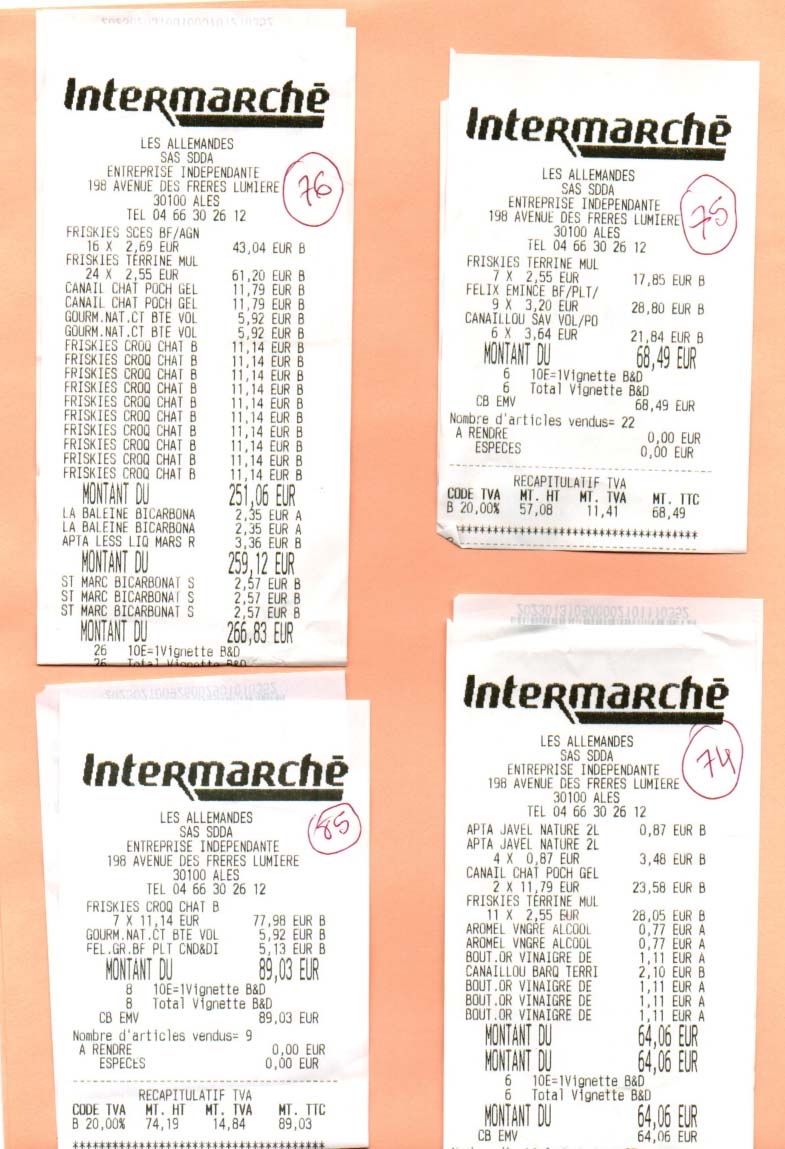 Intermarchē
LES ALLEMANDES
SAS SDDA
ENTREPRISE INDEPENDANTE
198 AVENUE DES FRERES LUMIERE
30100 ALES
TEL 04 66 30 26 12
76
FRISKIES SCES BF/AGN
16 X 2,69 EUR 43,04 EUR B
FRISKIES TERRINE MUL
24 X 2,55 EUR 61,20 EUR B
CANAIL CHAT POCH GEL 11,79 EUR B
CANAIL CHAT POCH GEL 11,79 EUR B
GOURM.NAT.CT BTE VOL 5,92 EUR B
GOURM.NAT.CT BTE VOL 5,92 EUR B
FRISKIES CROQ CHAT B 11,14 EUR B
FRISKIES CROQ CHAT B 11,14 EUR B
FRISKIES CROQ CHAT B 11,14 EUR B
FRISKIES CROQ CHAT B 11,14 EUR B
FRISKIES CROQ CHAT B 11,14 EUR B
FRISKIES CROQ CHAT B 11,14 EUR B
FRISKIES CROQ CHAT B 11,14 EUR B
FRISKIES CROQ CHAT B 11,14 EUR B
FRISKIES CROQ CHAT B 11,14 EUR B
FRISKIES CROQ CHAT B 11,14 EUR B
MONTANT DU 251,06 EUR
LA BALEINE BICARBONA 2,35 EUR A
LA BALEINE BICARBONA 2,35 EUR A
APTA LESS LIQ MARS R 3,36 EUR B
MONTANT DU 259,12 EUR
ST MARC BICARBONAT S 2,57 EUR B
ST MARC BICARBONAT S 2,57 EUR B
ST MARC BICARBONAT S 2,57 EUR B
MONTANT DU 266,83 EUR
26 10E=1Vignette B&D
26 Total Vignette B&D
Intermarchē
LES ALLEMANDES
SAS SDDA
ENTREPRISE INDEPENDANTE
198 AVENUE DES FRERES LUMIERE
30100 ALES
TEL 04 66 30 26 12
75
FRISKIES TERRINE MUL
7 X 2,55 EUR 17,85 EUR B
FELIX EMINCE BF/PLT/
9 X 3,20 EUR 28,80 EUR B
CANAILLOU SAV VOL/PO
6 X 3,64 EUR 21,84 EUR B
MONTANT DU 68,49 EUR
6 10E=1Vignette B&D
6 Total Vignette B&D
CB EMV 68,49 EUR
Nombre d'articles vendus= 22
A RENDRE 0,00 EUR
ESPECES 0,00 EUR
RECAPITULATIF TVA
CODE TVA MT. HT MT. TVA MT. TTC
B 20,00% 57,08 11,41 68,49
************************************
Intermarchē
LES ALLEMANDES
SAS SDDA
ENTREPRISE INDEPENDANTE
198 AVENUE DES FRERES LUMIERE
30100 ALES
TEL 04 66 30 26 12
85
FRISKIES CROQ CHAT B
7 X 11,14 EUR 77,98 EUR B
GOURM.NAT.CT BTE VOL 5,92 EUR B
FEL.GR.BF PLT CND&DI 5,13 EUR B
MONTANT DU 89,03 EUR
8 10E=1Vignette B&D
8 Total Vignette B&D
CB EMV 89,03 EUR
Nombre d'articles vendus= 9
A RENDRE 0,00 EUR
ESPECES 0,00 EUR
RECAPITULATIF TVA
CODE TVA MT. HT MT. TVA MT. TTC
B 20,00% 74,19 14,84 89,03
************************************
Intermarchē
LES ALLEMANDES
SAS SDDA
ENTREPRISE INDEPENDANTE
198 AVENUE DES FRERES LUMIERE
30100 ALES
TEL 04 66 30 26 12
74
APTA JAVEL NATURE 2L 0,87 EUR B
APTA JAVEL NATURE 2L
4 X 0,87 EUR 3,48 EUR B
CANAIL CHAT POCH GEL
2 X 11,79 EUR 23,58 EUR B
FRISKIES TERRINE MUL
11 X 2,55 EUR 28,05 EUR B
AROMEL VNGRE ALCOOL 0,77 EUR A
AROMEL VNGRE ALCOOL 0,77 EUR A
BOUT.OR VINAIGRE DE 1,11 EUR A
CANAILLOU BARQ TERRI 2,10 EUR B
BOUT.OR VINAIGRE DE 1,11 EUR A
BOUT.OR VINAIGRE DE 1,11 EUR A
BOUT.OR VINAIGRE DE 1,11 EUR A
MONTANT DU 64,06 EUR
MONTANT DU 64,06 EUR
6 10E=1Vignette B&D
6 Total Vignette B&D
MONTANT DU 64,06 EUR
CB EMV 64,06 EUR